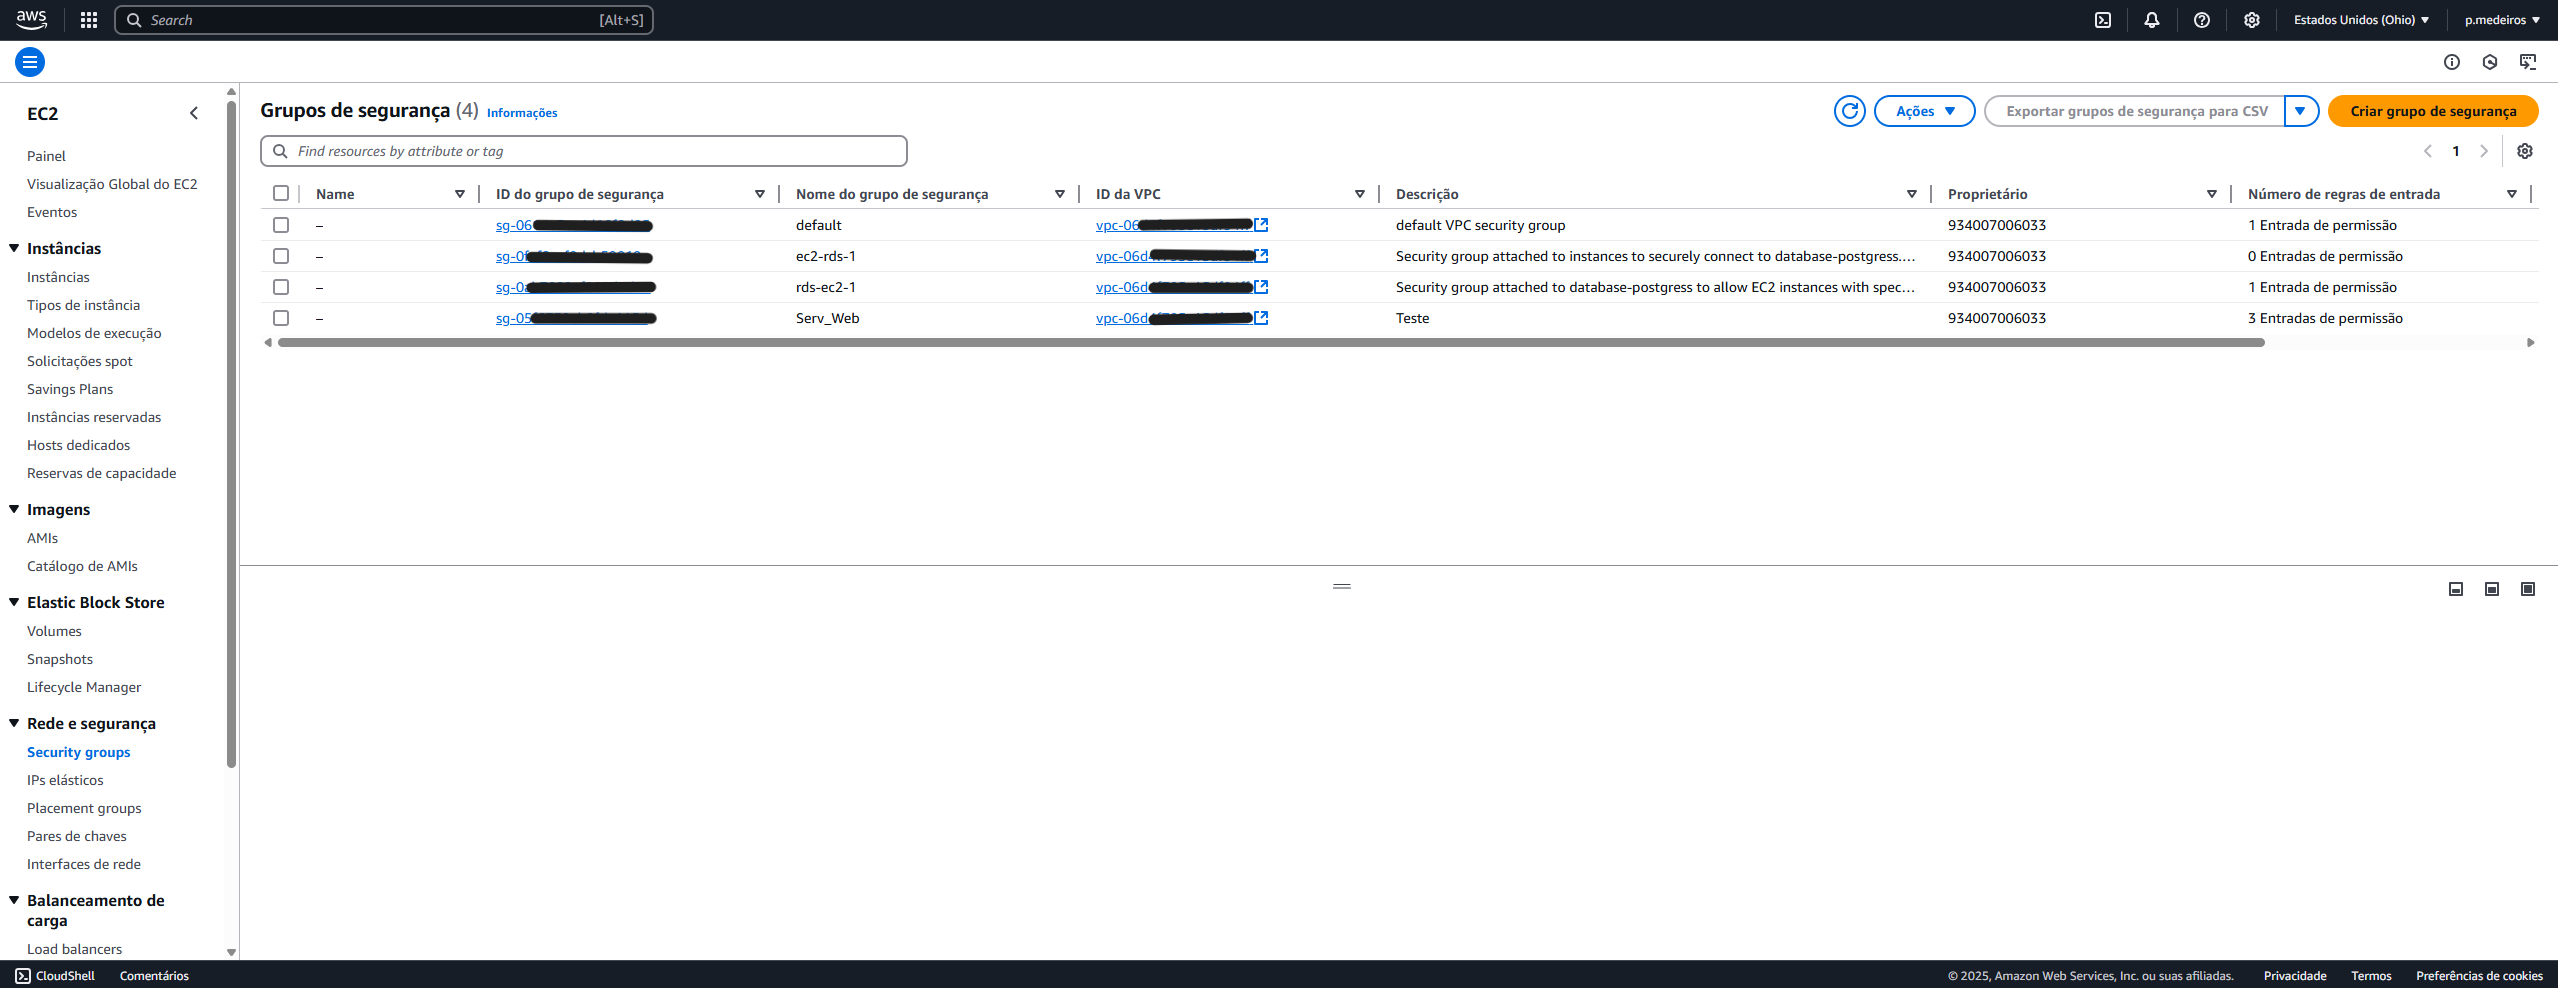 aws
Search [Alt+S]
Estados Unidos (Ohio) p.medeiros
EC2
Painel
Visualização Global do EC2
Eventos
Instâncias
Instâncias
Tipos de instância
Modelos de execução
Solicitações spot
Savings Plans
Instâncias reservadas
Hosts dedicados
Reservas de capacidade
Imagens
AMIs
Catálogo de AMIs
Elastic Block Store
Volumes
Snapshots
Lifecycle Manager
Rede e segurança
Security groups
IPs elásticos
Placement groups
Pares de chaves
Interfaces de rede
Balanceamento de
carga
Load balancers
Grupos de segurança (4) Informações
Ações Exportar grupos de segurança para CSV Criar grupo de segurança
Find resources by attribute or tag
1
Name ID do grupo de segurança Nome do grupo de segurança ID da VPC Descrição Proprietário Número de regras de entrada
– sg-06 default vpc-06 default VPC security group 934007006033 1 Entrada de permissão
– sg-0 ec2-rds-1 vpc-06d Security group attached to instances to securely connect to database-postgress.... 934007006033 0 Entradas de permissão
– sg-0 rds-ec2-1 vpc-06d Security group attached to database-postgress to allow EC2 instances with spec... 934007006033 1 Entrada de permissão
– sg-05 Serv_Web vpc-06d Teste 934007006033 3 Entradas de permissão
CloudShell Comentários
© 2025, Amazon Web Services, Inc. ou suas afiliadas. Privacidade Termos Preferências de cookies